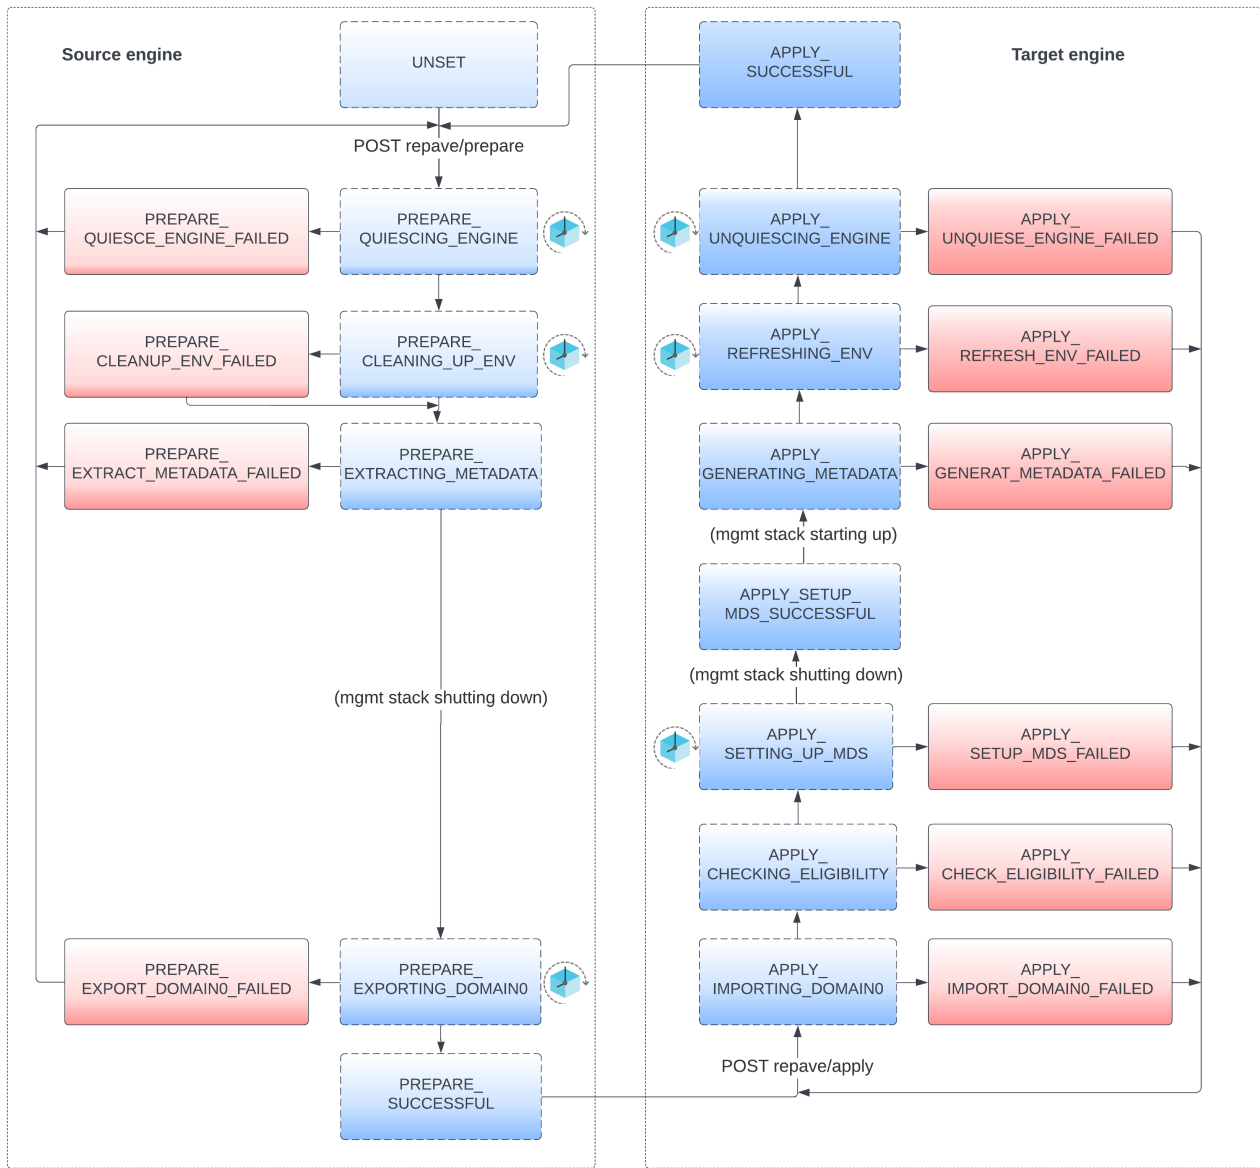 Source engine
UNSET
APPLY_
SUCCESSFUL
Target engine
POST repave/prepare
PREPARE_
QUIESCE_ENGINE_FAILED
PREPARE_
QUIESCING_ENGINE
APPLY_
UNQUIESCING_ENGINE
APPLY_
UNQUIESE_ENGINE_FAILED
PREPARE_
CLEANUP_ENV_FAILED
PREPARE_
CLEANING_UP_ENV
APPLY_
REFRESHING_ENV
APPLY_
REFRESH_ENV_FAILED
PREPARE_
EXTRACT_METADATA_FAILED
PREPARE_
EXTRACTING_METADATA
APPLY_
GENERATING_METADATA
APPLY_
GENERAT_METADATA_FAILED
(mgmt stack starting up)
APPLY_SETUP_
MDS_SUCCESSFUL
(mgmt stack shutting down)
(mgmt stack shutting down)
APPLY_
SETTING_UP_MDS
APPLY_
SETUP_MDS_FAILED
APPLY_
CHECKING_ELIGIBILITY
APPLY_
CHECK_ELIGIBILITY_FAILED
PREPARE_
EXPORT_DOMAIN0_FAILED
PREPARE_
EXPORTING_DOMAIN0
APPLY_
IMPORTING_DOMAIN0
APPLY_
IMPORT_DOMAIN0_FAILED
POST repave/apply
PREPARE_
SUCCESSFUL